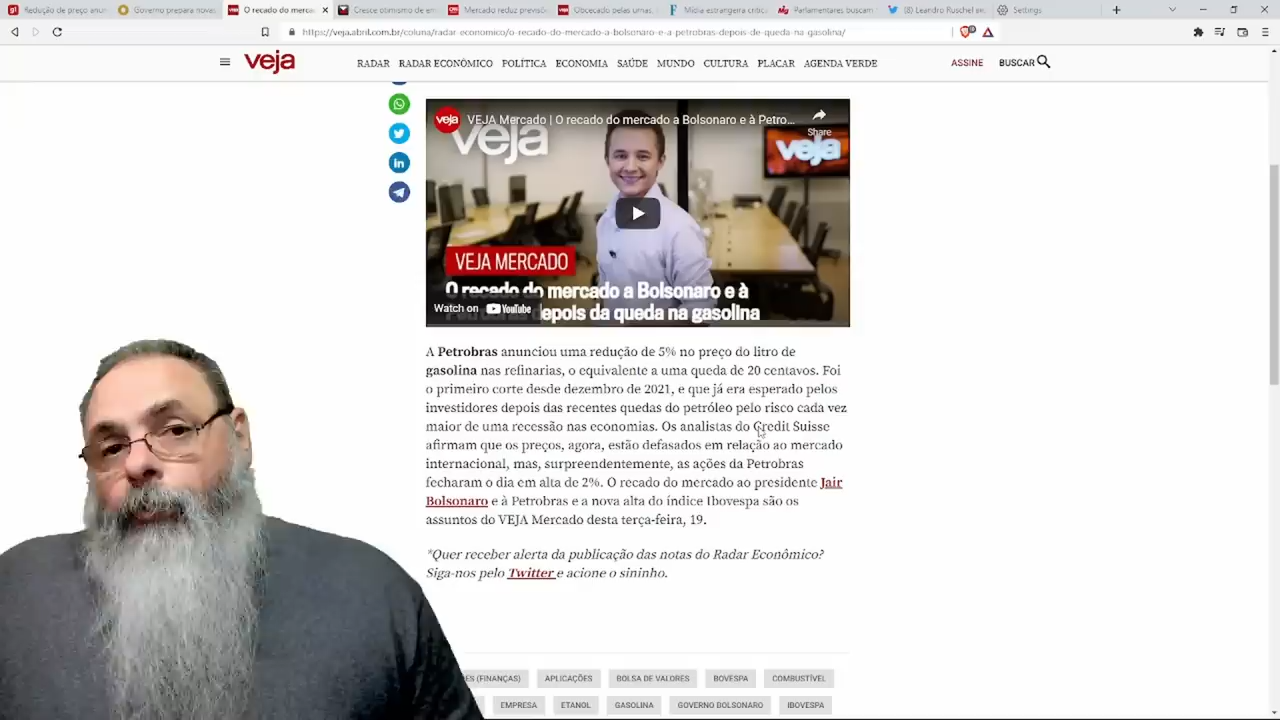 Redução de preço anun
Governo prepara novas
O recado do mercado a
Cresce otimismo de em
Mercado reduz previsõ
Obcecado pelas urnas,
Mídia estrangeira critic
Parlamentares buscam
(8) Leandro Ruschel
Settings
https://veja.abril.com.br/coluna/radar-economico/o-recado-do-mercado-a-bolsonaro-e-a-petrobras-depois-de-queda-na-gasolina/
veja
RADAR RADAR ECONÔMICO POLÍTICA ECONOMIA SAÚDE MUNDO CULTURA PLACAR AGENDA VERDE
ASSINE BUSCAR
veja VEJA Mercado | O recado do mercado a Bolsonaro e à Petro...
Share
veja
veja
VEJA MERCADO
O recado do mercado a Bolsonaro e à
depois da queda na gasolina
Watch on YouTube
A Petrobras anunciou uma redução de 5% no preço do litro de
gasolina nas refinarias, o equivalente a uma queda de 20 centavos. Foi
o primeiro corte desde dezembro de 2021, e que já era esperado pelos
investidores depois das recentes quedas do petróleo pelo risco cada vez
maior de uma recessão nas economias. Os analistas do Credit Suisse
afirmam que os preços, agora, estão defasados em relação ao mercado
internacional, mas, surpreendentemente, as ações da Petrobras
fecharam o dia em alta de 2%. O recado do mercado ao presidente Jair
Bolsonaro e à Petrobras e a nova alta do índice Ibovespa são os
assuntos do VEJA Mercado desta terça-feira, 19.
*Quer receber alerta da publicação das notas do Radar Econômico?
Siga-nos pelo Twitter e acione o sininho.
(FINANÇAS) APLICAÇÕES BOLSA DE VALORES BOVESPA COMBUSTÍVEL
EMPRESA ETANOL GASOLINA GOVERNO BOLSONARO IBOVESPA